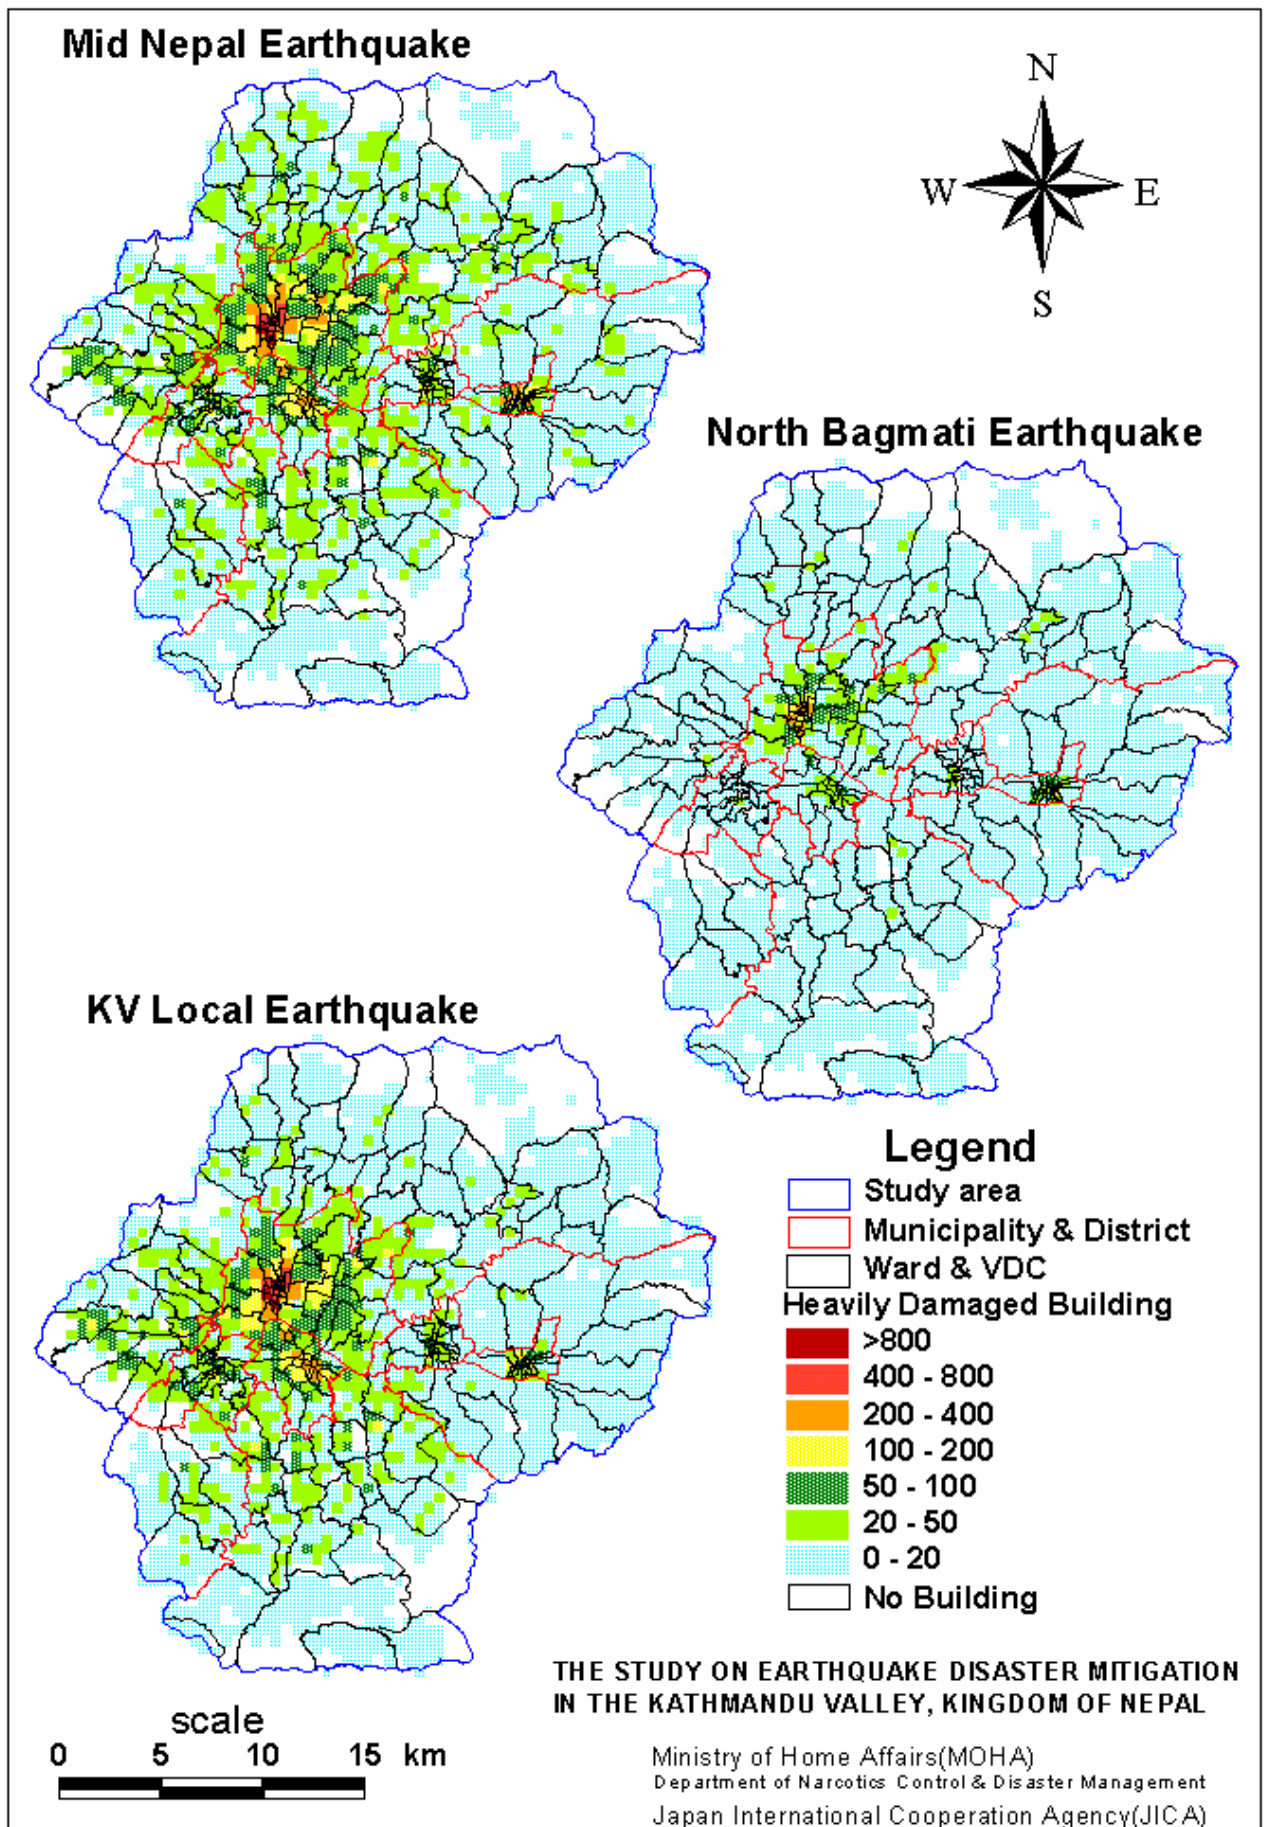 Mid Nepal Earthquake
N
W
E
S
North Bagmati Earthquake
KV Local Earthquake
Legend
Study area
Municipality & District
Ward & VDC
Heavily Damaged Building
>800
400 - 800
200 - 400
100 - 200
50 - 100
20 - 50
0 - 20
No Building
THE STUDY ON EARTHQUAKE DISASTER MITIGATION
IN THE KATHMANDU VALLEY, KINGDOM OF NEPAL
scale
0 5 10 15 km
Ministry of Home Affairs(MOHA)
Department of Narcotics Control & Disaster Management
Japan International Cooperation Agency(JICA)